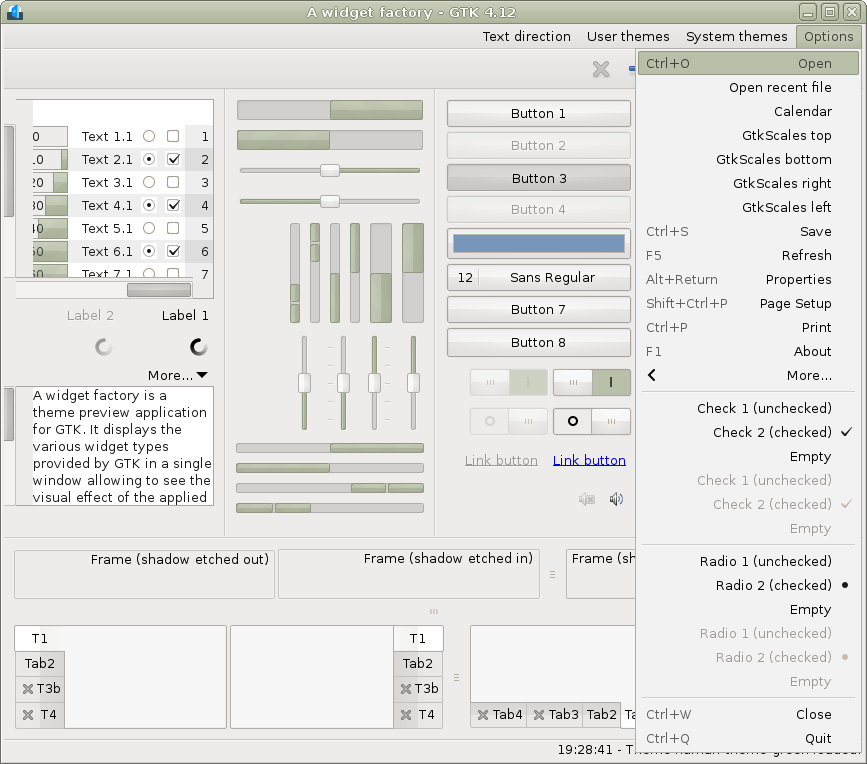 A widget factory - GTK 4.12
Text direction
User themes
System themes
Options
Ctrl+O Open
Open recent file
Calendar
GtkScales top
GtkScales bottom
GtkScales right
GtkScales left
Ctrl+S Save
F5 Refresh
Alt+Return Properties
Shift+Ctrl+P Page Setup
Ctrl+P Print
F1 About
More...
Check 1 (unchecked)
Check 2 (checked)
Empty
Check 1 (unchecked)
Check 2 (checked)
Empty
Radio 1 (unchecked)
Radio 2 (checked)
Empty
Radio 1 (unchecked)
Radio 2 (checked)
Empty
Ctrl+W Close
Ctrl+Q Quit
0 Text 1.1 1
10 Text 2.1 2
20 Text 3.1 3
30 Text 4.1 4
40 Text 5.1 5
60 Text 6.1 6
60 Text 7.1 7
Label 2 Label 1
More...
A widget factory is a
theme preview application
for GTK. It displays the
various widget types
provided by GTK in a single
window allowing to see the
visual effect of the applied
Button 1
Button 2
Button 3
Button 4
12 Sans Regular
Button 7
Button 8
Link button Link button
Frame (shadow etched out)
Frame (shadow etched in)
Frame (sh
T1
Tab2
T3b
T4
T1
Tab2
T3b
T4
Tab4 Tab3 Tab2 Ta
19:28:41 -